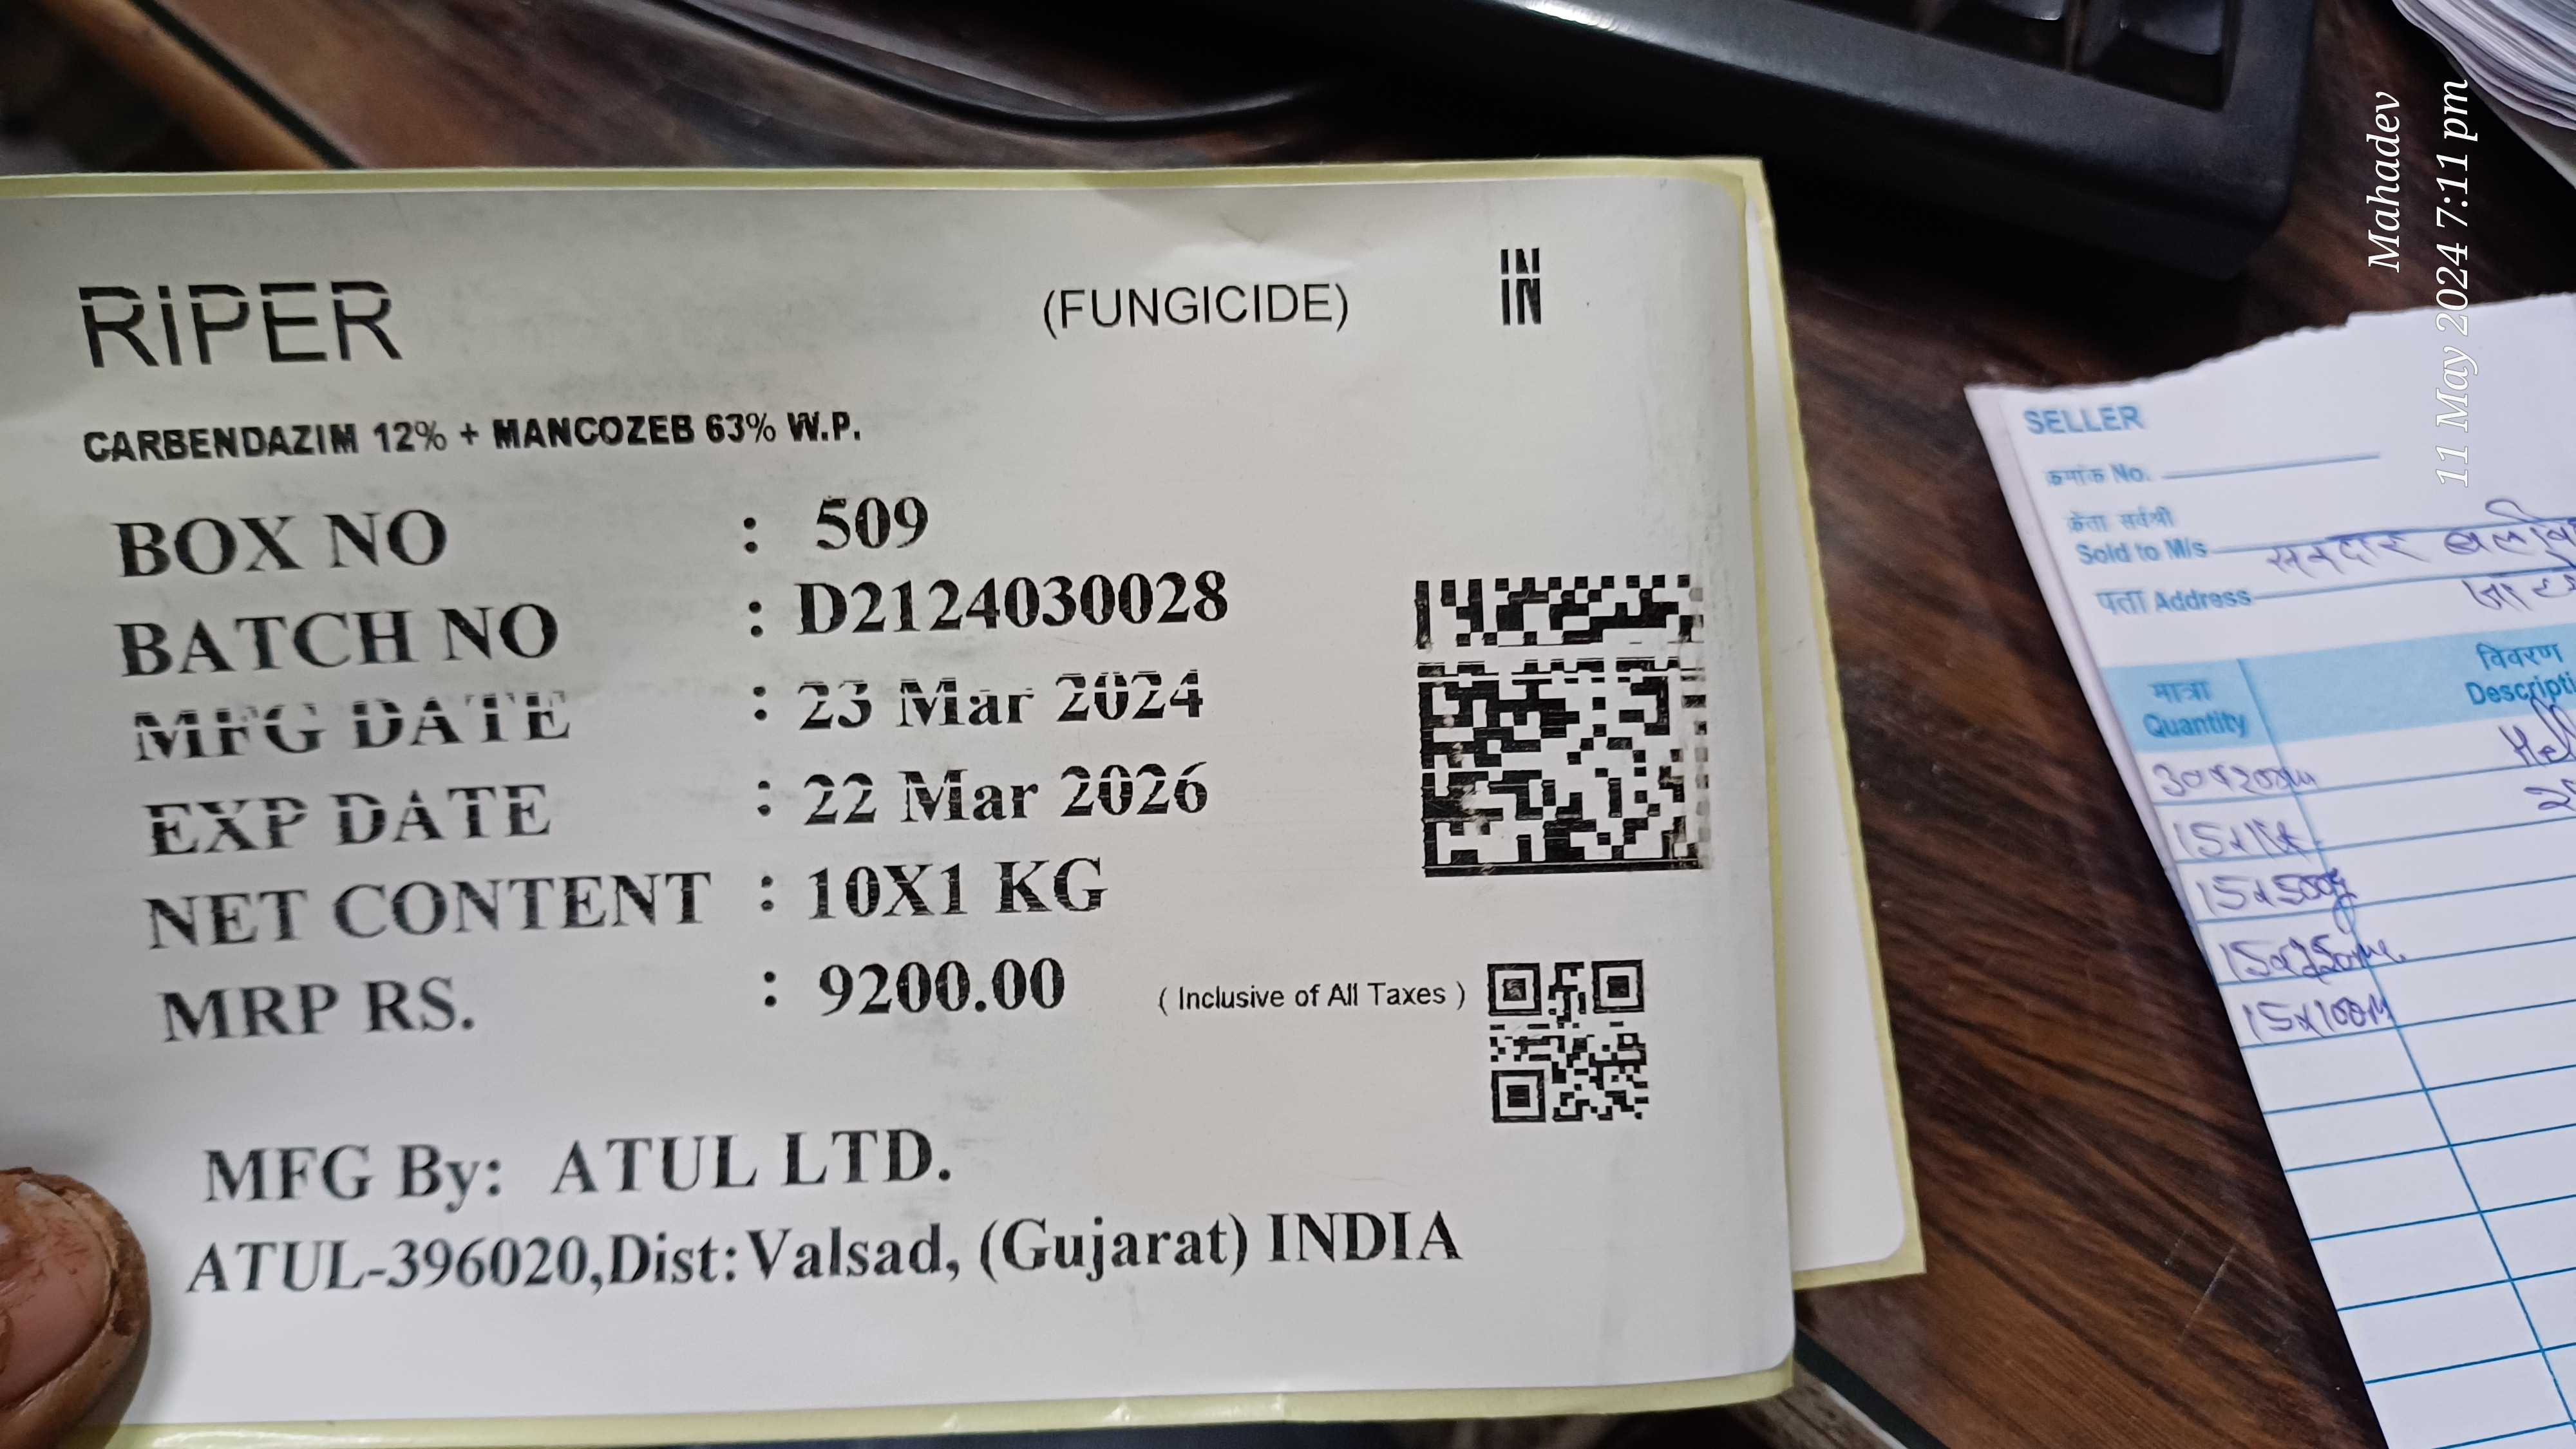 RiPER
(FUNGICIDE)
IN
IN
CARBENDAZIM 12% + MANCOZEB 63% W.P.
BOX NO : 509
BATCH NO : D2124030028
MFG DATE : 23 Mar 2024
EXP DATE : 22 Mar 2026
NET CONTENT : 10X1 KG
MRP RS. : 9200.00 ( Inclusive of All Taxes )
MFG By: ATUL LTD.
ATUL-396020,Dist:Valsad, (Gujarat) INDIA
Mahadev
11 May 2024 7:11 pm
SELLER
क्रमांक No.
क्रेता सर्वश्री
Sold to M/s सरदार
पता Address
मात्रा
Quantity
विवरण
15x500g